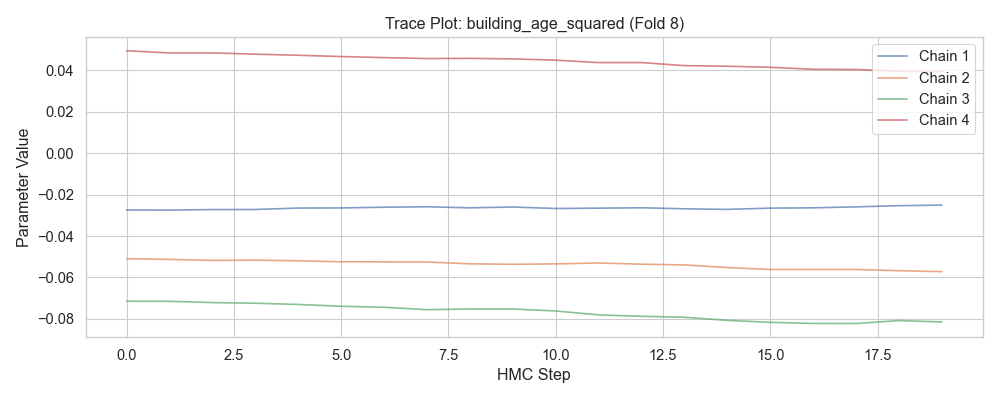 Trace Plot: building_age_squared (Fold 8)
Parameter Value
0.04
0.02
0.00
−0.02
−0.04
−0.06
−0.08
Chain 1
Chain 2
Chain 3
Chain 4
0.0 2.5 5.0 7.5 10.0 12.5 15.0 17.5
HMC Step